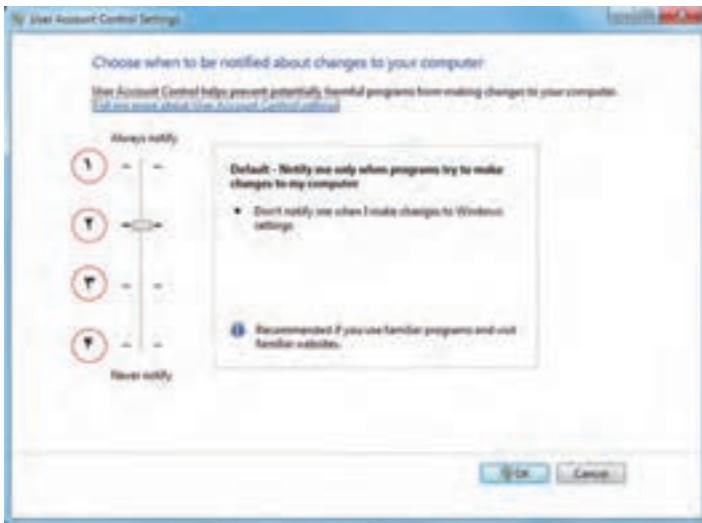 User Account Control Settings
Choose when to be notified about changes to your computer
User Account Control helps prevent potentially harmful programs from making changes to your computer.
Tell me more about User Account Control settings
Always notify
۱
Default - Notify me only when programs try to make
changes to my computer
۲
• Don't notify me when I make changes to Windows
settings
۳
Recommended if you use familiar programs and visit
familiar websites.
۴
Never notify
OK
Cancel